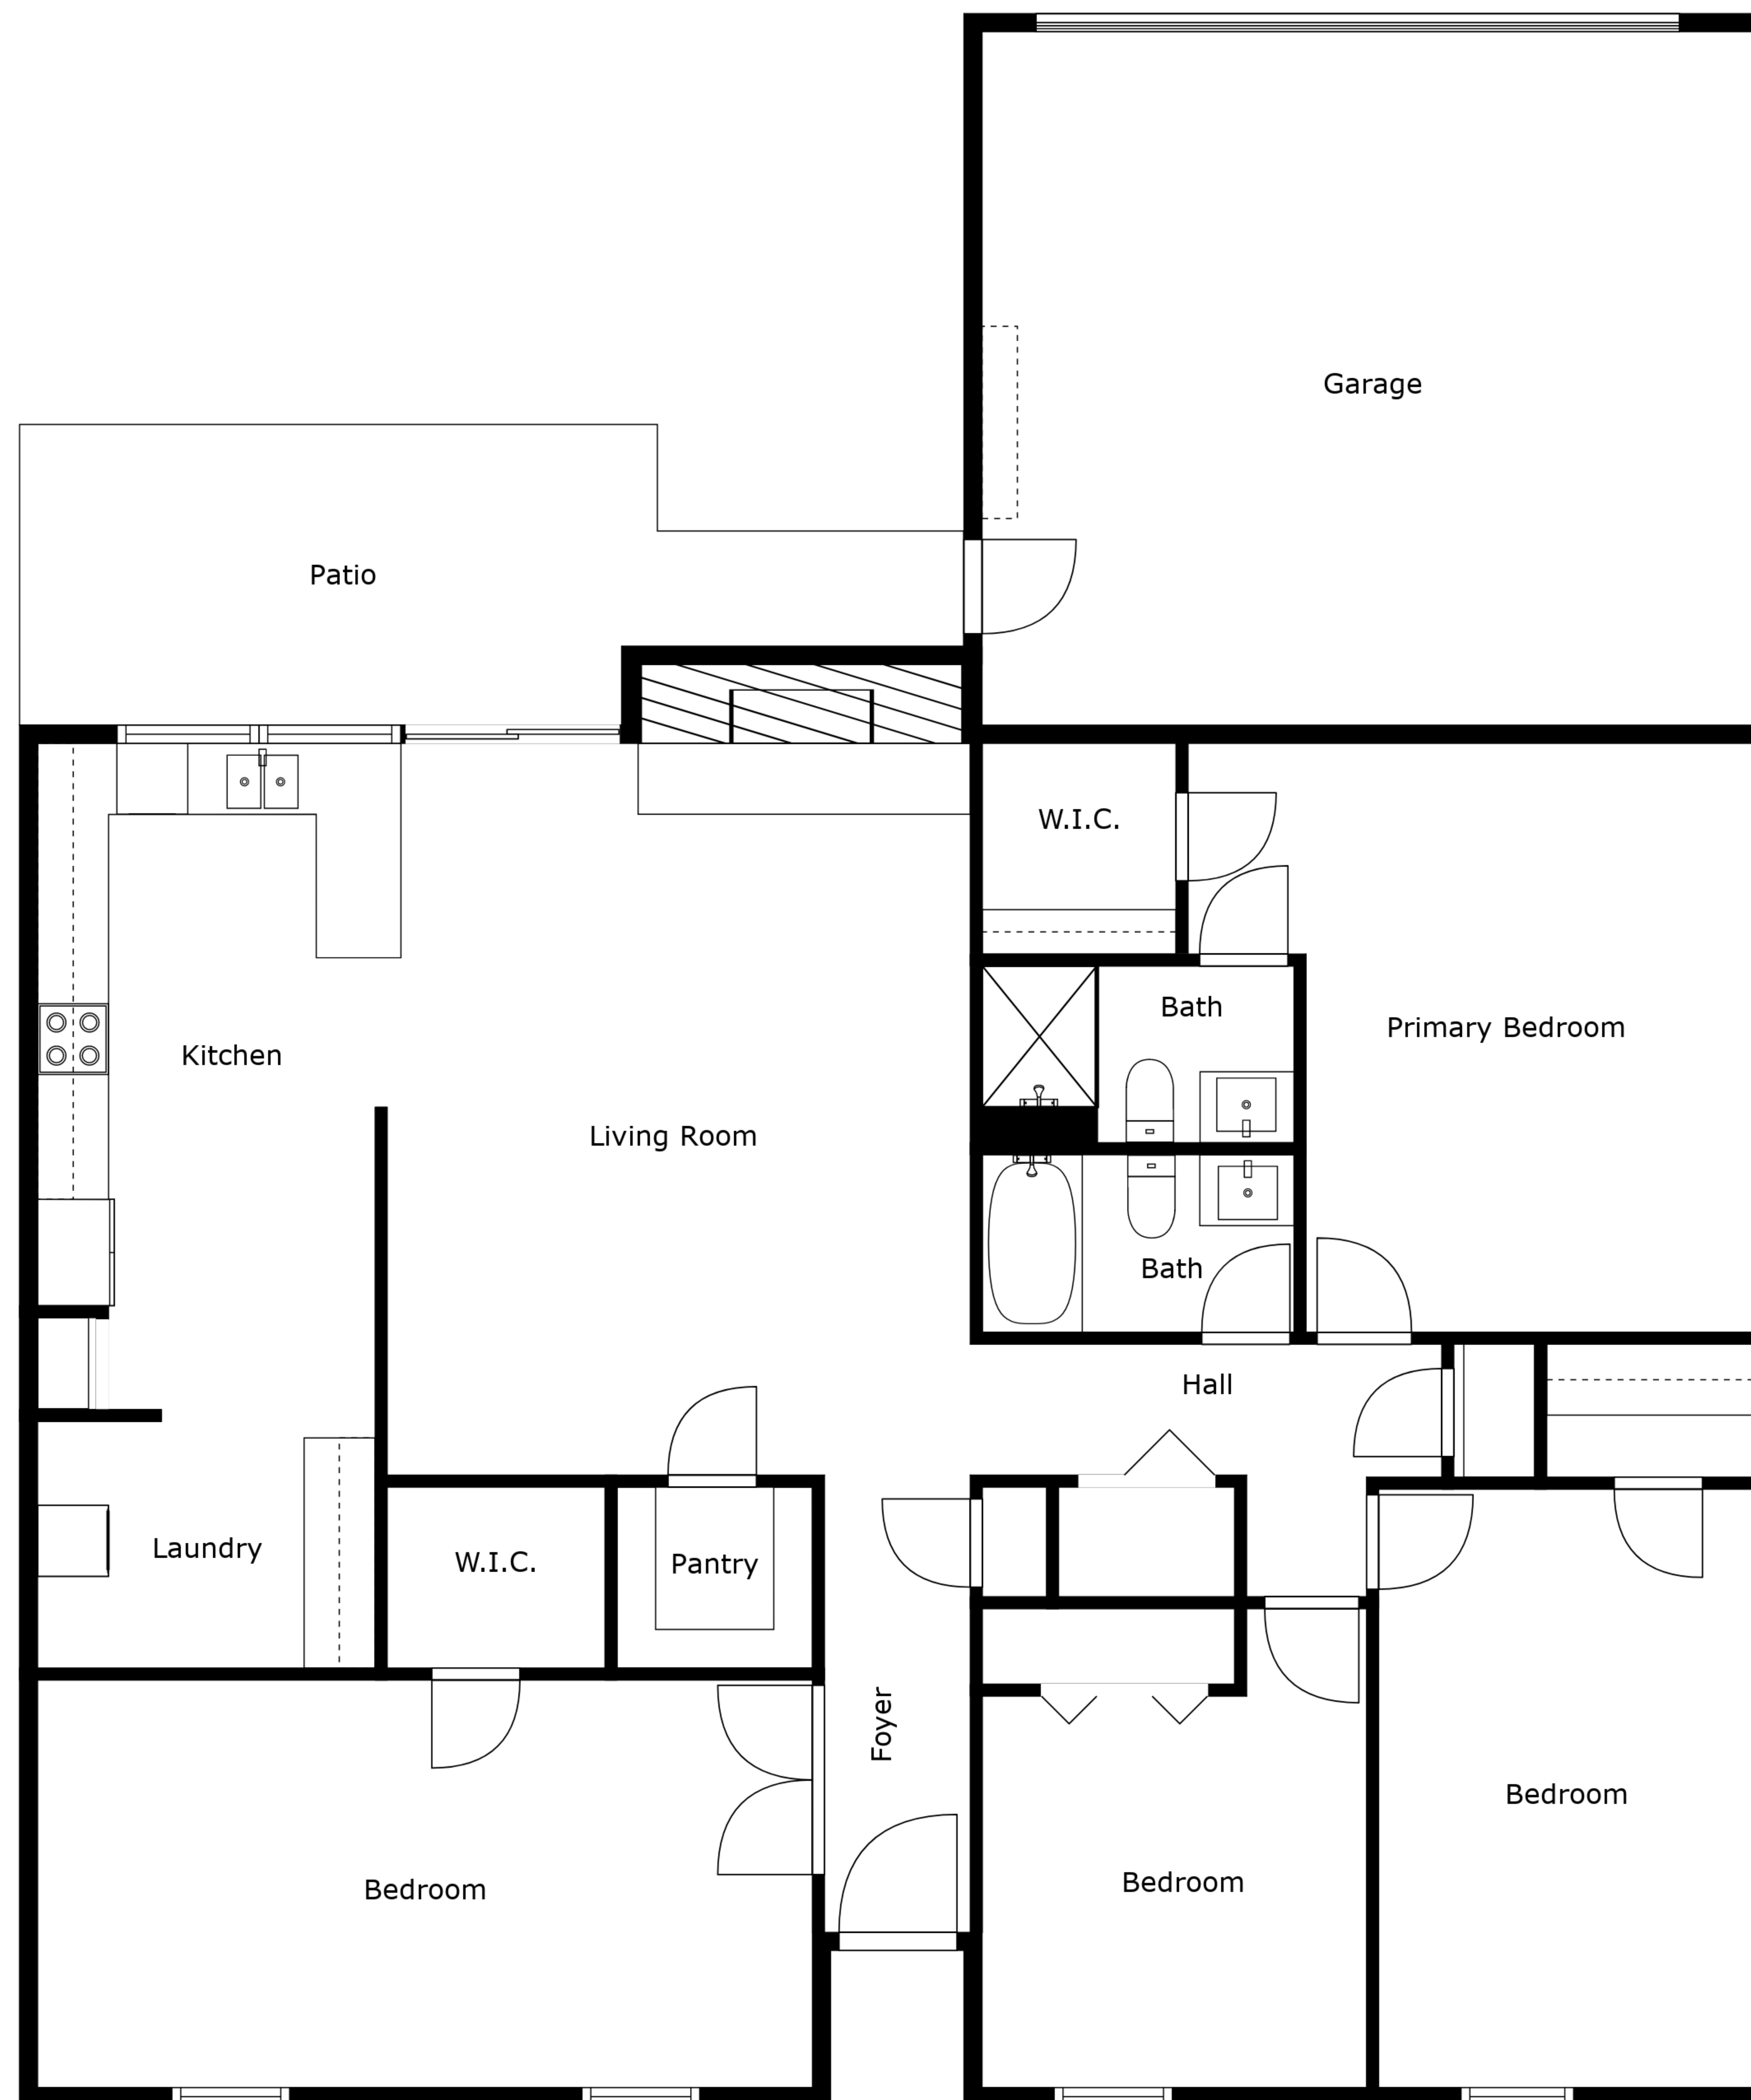 Garage
Patio
W.I.C.
Bath
Primary Bedroom
Kitchen
Living Room
Bath
Hall
Laundry
W.I.C.
Pantry
Foyer
Bedroom
Bedroom
Bedroom